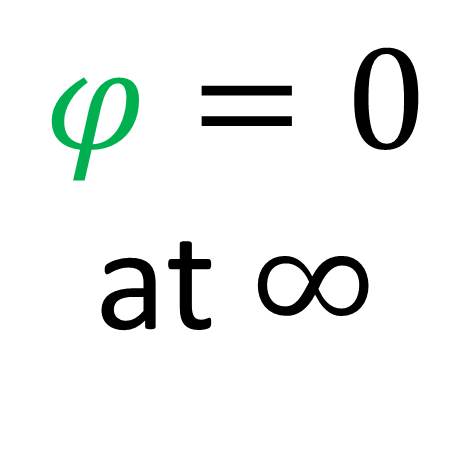 φ = 0
at ∞